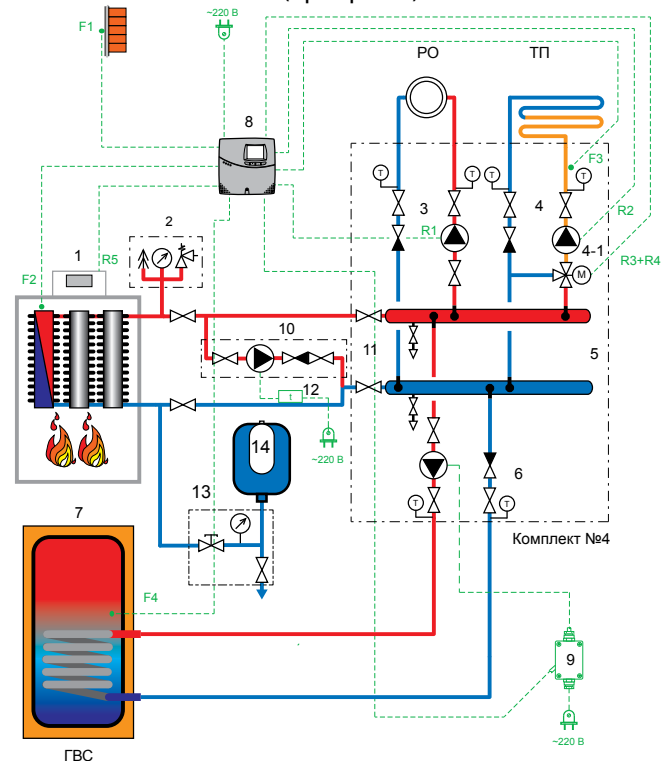 F1
~220 В
РО
ТП
8
F3
2
3
4
R1
R2
4-1
1
R5
F2
M
R3+R4
10
11
5
12
t
14
~220 В
13
6
7
Комплект №4
F4
9
~220 В
ГВС
T
T
T
T
T
T